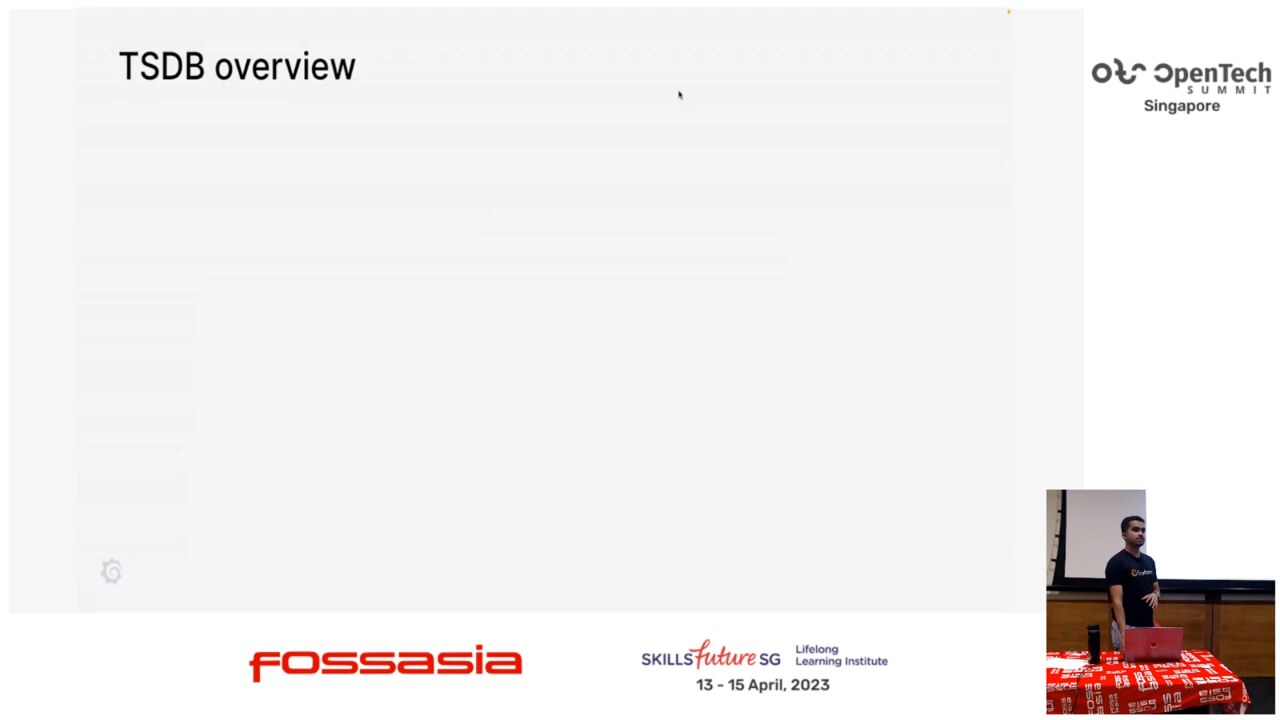 TSDB overview
OpenTech
SUMMIT
Singapore
fossasia
SKILLS future SG
Lifelong
Learning Institute
13 - 15 April, 2023